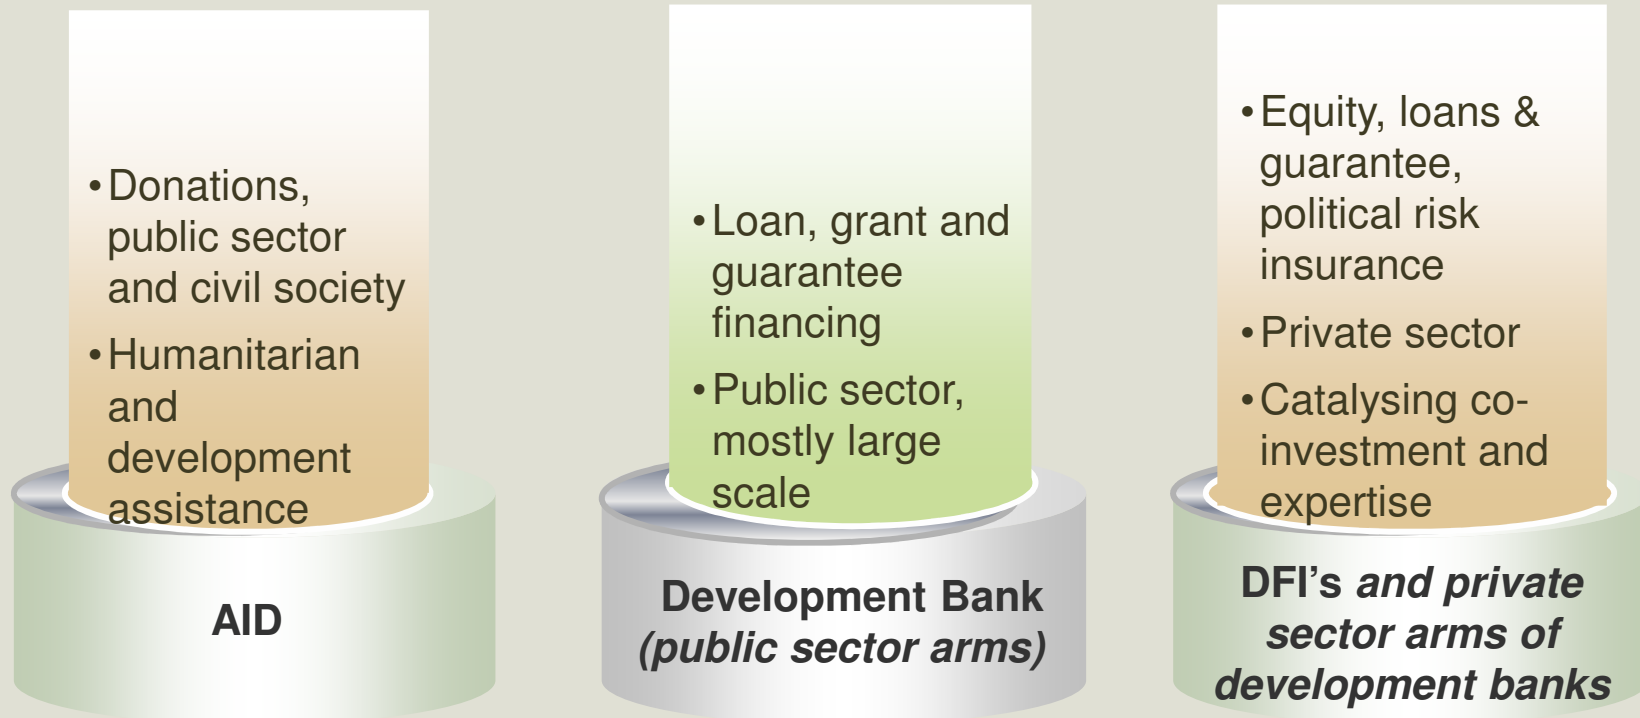 • Donations,
public sector
and civil society
• Humanitarian
and
development
assistance
AID
• Loan, grant and
guarantee
financing
• Public sector,
mostly large
scale
Development Bank
(public sector arms)
• Equity, loans &
guarantee,
political risk
insurance
• Private sector
• Catalysing co-
investment and
expertise
DFI’s and private
sector arms of
development banks